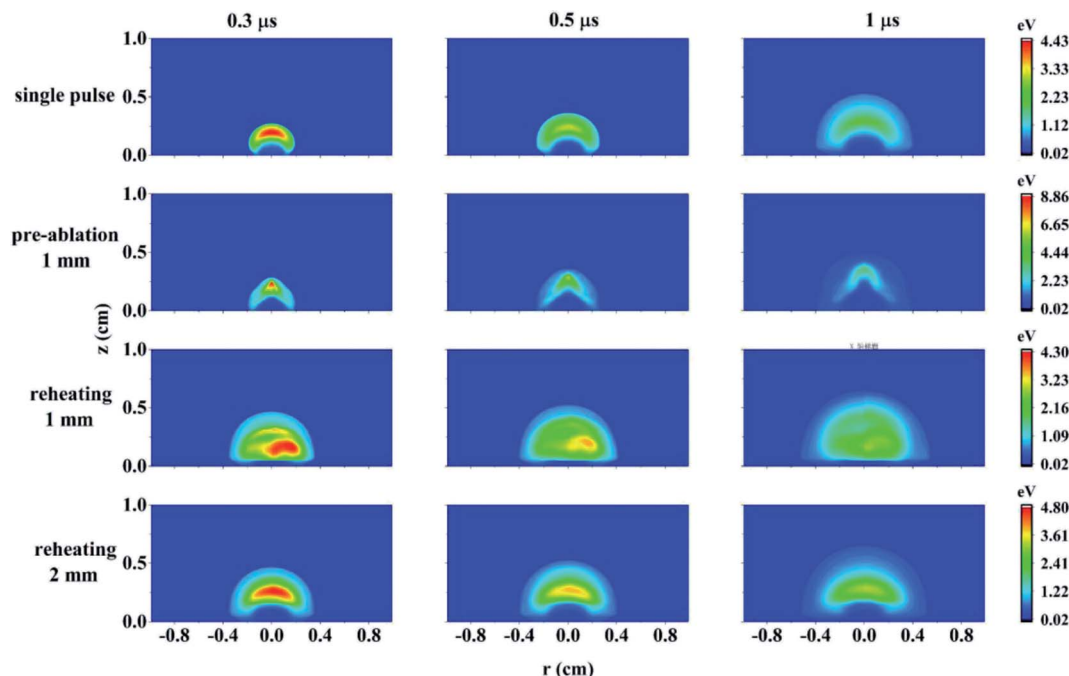 0.3 μs 0.5 μs 1 μs
single pulse
1.0
0.5
0.0
eV
4.43
3.33
2.23
1.12
0.02
pre-ablation
1 mm
1.0
0.5
0.0
eV
8.86
6.65
4.44
2.23
0.02
z (cm)
reheating
1 mm
1.0
0.5
0.0
eV
4.30
3.23
2.16
1.09
0.02
reheating
2 mm
1.0
0.5
0.0
eV
4.80
3.61
2.41
1.22
0.02
-0.8 -0.4 0.0 0.4 0.8 -0.8 -0.4 0.0 0.4 0.8 -0.8 -0.4 0.0 0.4 0.8
r (cm)